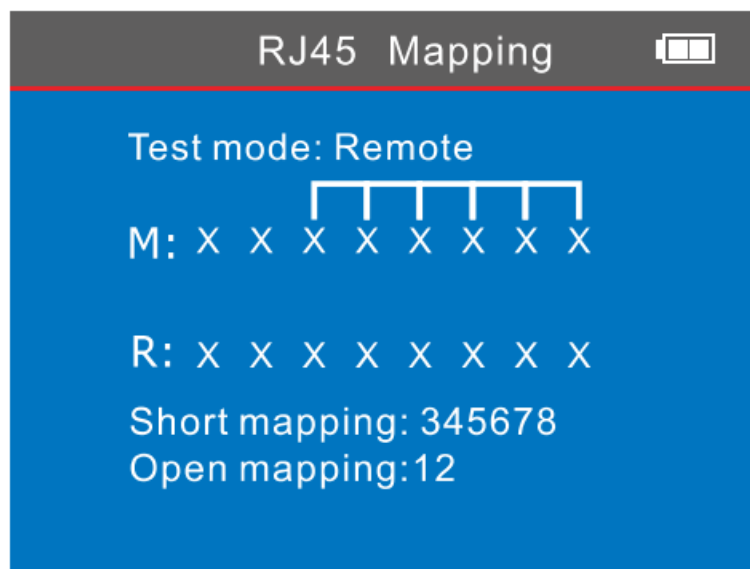 RJ45 Mapping
Test mode: Remote
M: X X X X X X X X
R: X X X X X X X X
Short mapping: 345678
Open mapping:12